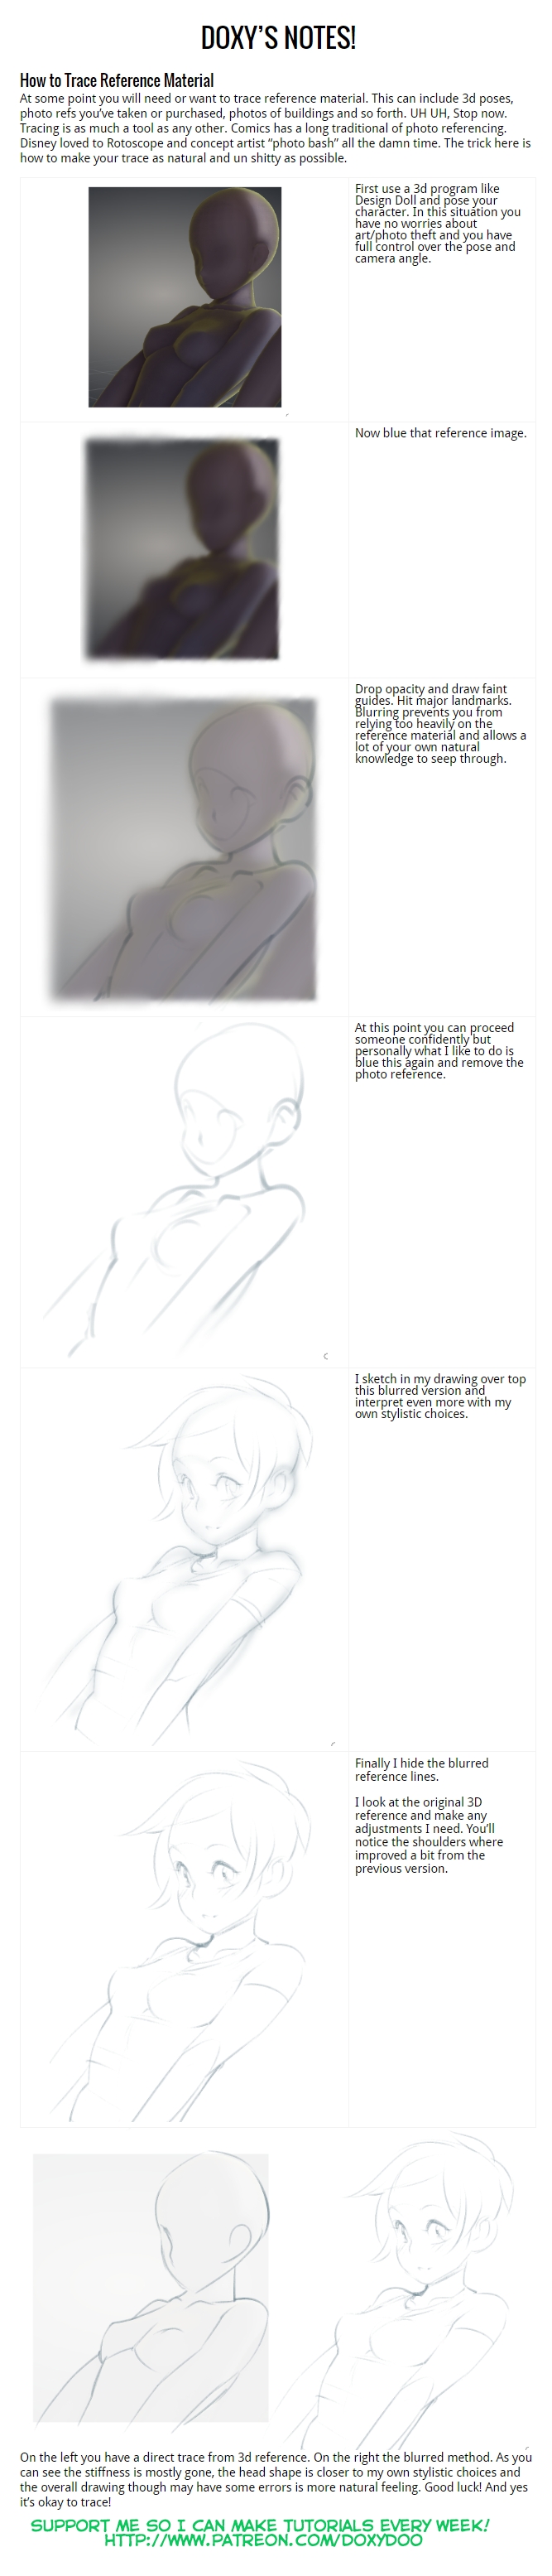 DOXY'S NOTES!
How to Trace Reference Material
At some point you will need or want to trace reference material. This can include 3d poses,
photo refs you've taken or purchased, photos of buildings and so forth. UH UH, Stop now.
Tracing is as much a tool as any other. Comics has a long traditional of photo referencing.
Disney loved to Rotoscope and concept artist "photo bash" all the damn time. The trick here is
how to make your trace as natural and un shitty as possible.
First use a 3d program like
Design Doll and pose your
character. In this situation you
have no worries about
art/photo theft and you have
full control over the pose and
camera angle.
Now blue that reference image.
Drop opacity and draw faint
guides. Hit major landmarks.
Blurring prevents you from
relying too heavily on the
reference material and allows a
lot of your own natural
knowledge to seep through.
At this point you can proceed
someone confidently but
personally what I like to do is
blue this again and remove the
photo reference.
I sketch in my drawing over top
this blurred version and
interpret even more with my
own stylistic choices.
Finally I hide the blurred
reference lines.
I look at the original 3D
reference and make any
adjustments I need. You'll
notice the shoulders where
improved a bit from the
previous version.
On the left you have a direct trace from 3d reference. On the right the blurred method. As you
can see the stiffness is mostly gone, the head shape is closer to my own stylistic choices and
the overall drawing though may have some errors is more natural feeling. Good luck! And yes
it's okay to trace!
SUPPORT ME SO I CAN MAKE TUTORIALS EVERY WEEK!
HTTP://WWW.PATREON.COM/DOXYDOO